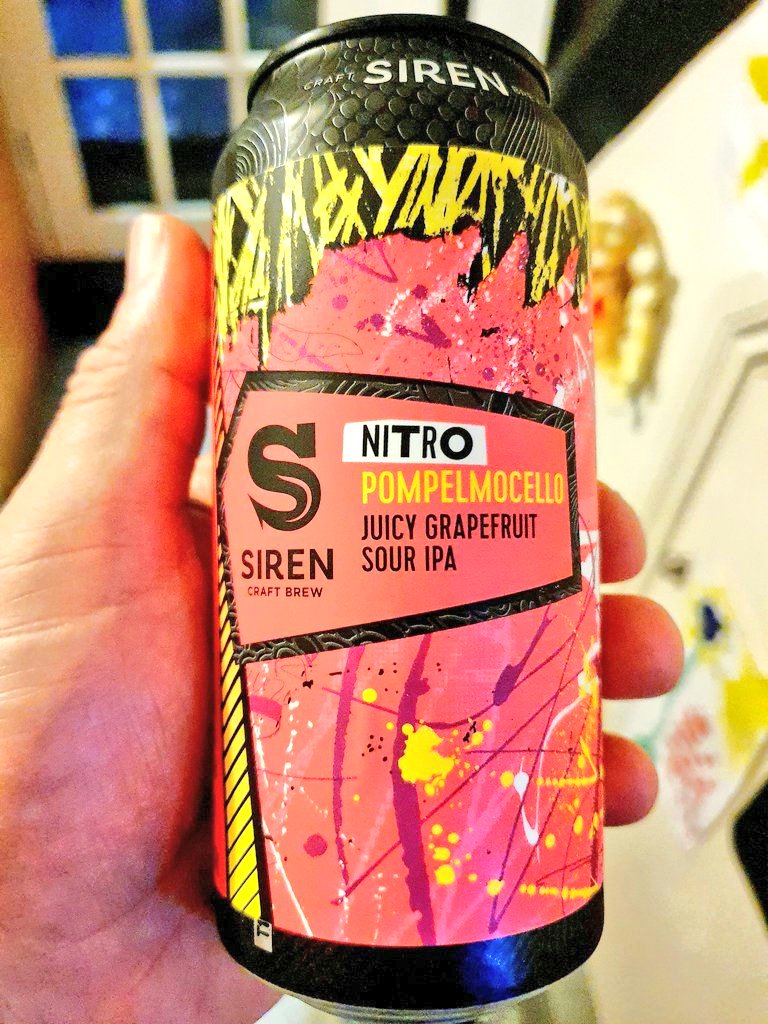 CRAFT SIREN
S
NITRO
POMPELMOCELLO
JUICY GRAPEFRUIT
SOUR IPA
SIREN
CRAFT BREW